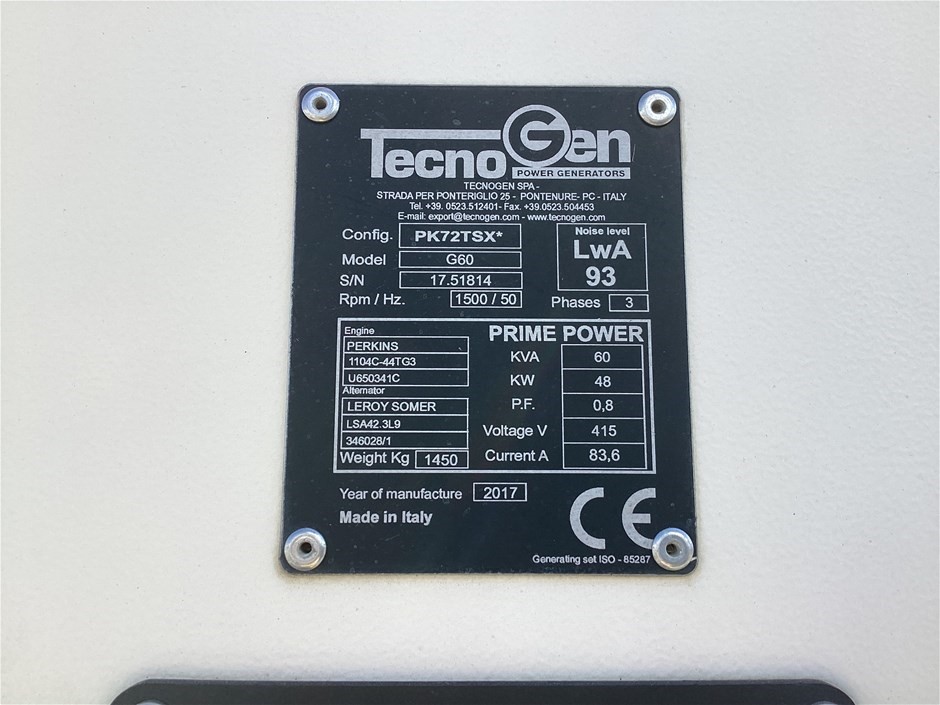 TecnoGen
POWER GENERATORS
TECNOGEN SPA -
STRADA PER PONTERIGLIO 25 - PONTENURE- PC - ITALY
Tel. +39. 0523.512401- Fax. +39.0523.504453
E-mail: export@tecnogen.com - www.tecnogen.com
Config. PK72TSX*
Model G60
S/N 17.51814
Rpm / Hz. 1500 / 50
Noise level
LwA
93
Phases 3
Engine
PERKINS
1104C-44TG3
U650341C
Alternator
LEROY SOMER
LSA42.3L9
346028/1
Weight Kg 1450
PRIME POWER
KVA 60
KW 48
P.F. 0,8
Voltage V 415
Current A 83,6
Year of manufacture 2017
Made in Italy
CE
Generating set ISO - 85287